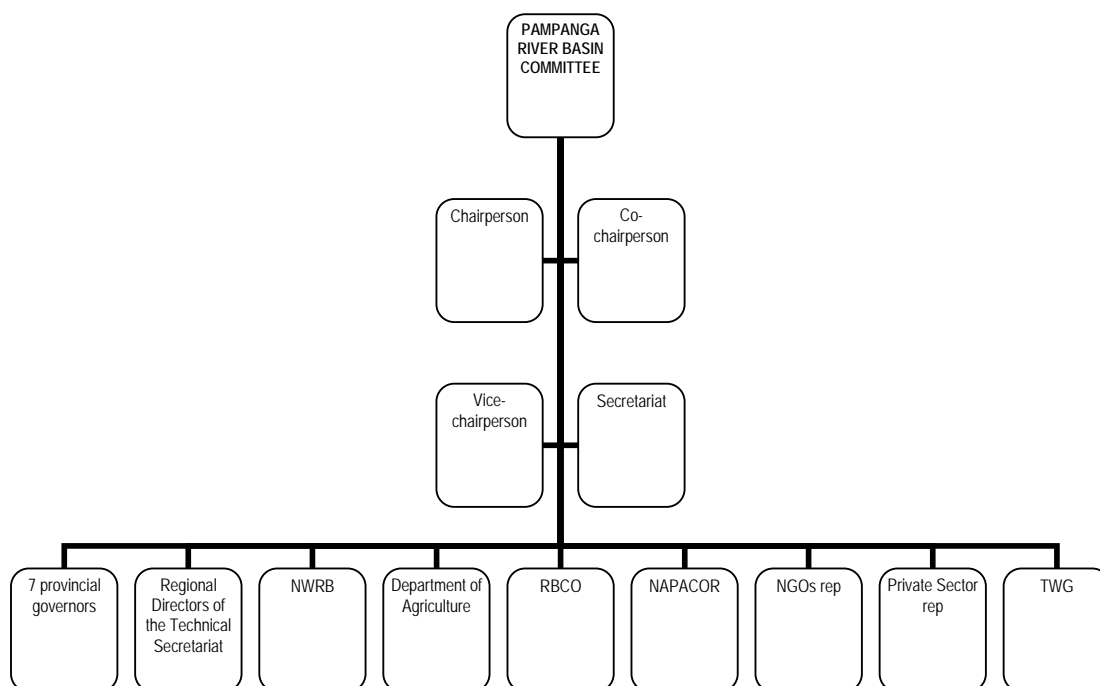 PAMPANGA
RIVER BASIN
COMMITTEE
Chairperson
Co-
chairperson
Vice-
chairperson
Secretariat
7 provincial
governors
Regional
Directors of
the Technical
Secretariat
NWRB
Department of
Agriculture
RBCO
NAPACOR
NGOs rep
Private Sector
rep
TWG